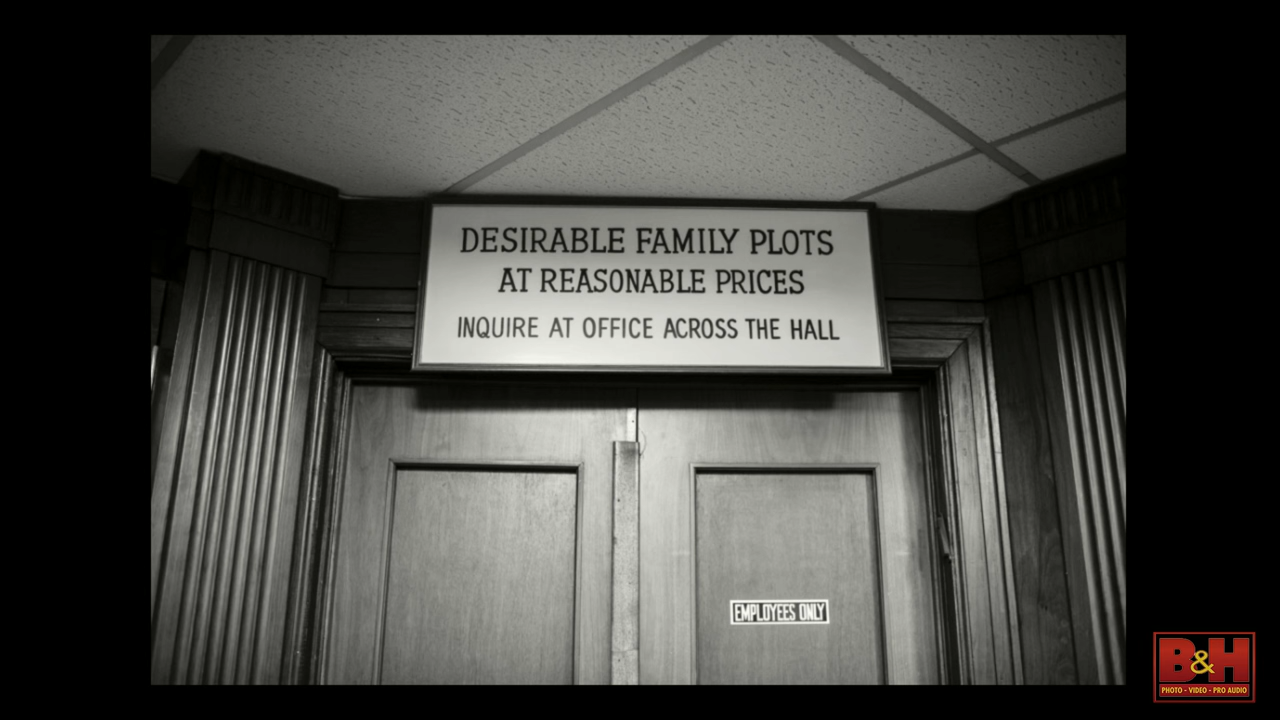 DESIRABLE FAMILY PLOTS
AT REASONABLE PRICES
INQUIRE AT OFFICE ACROSS THE HALL
EMPLOYEES ONLY
B&H
PHOTO - VIDEO - PRO AUDIO